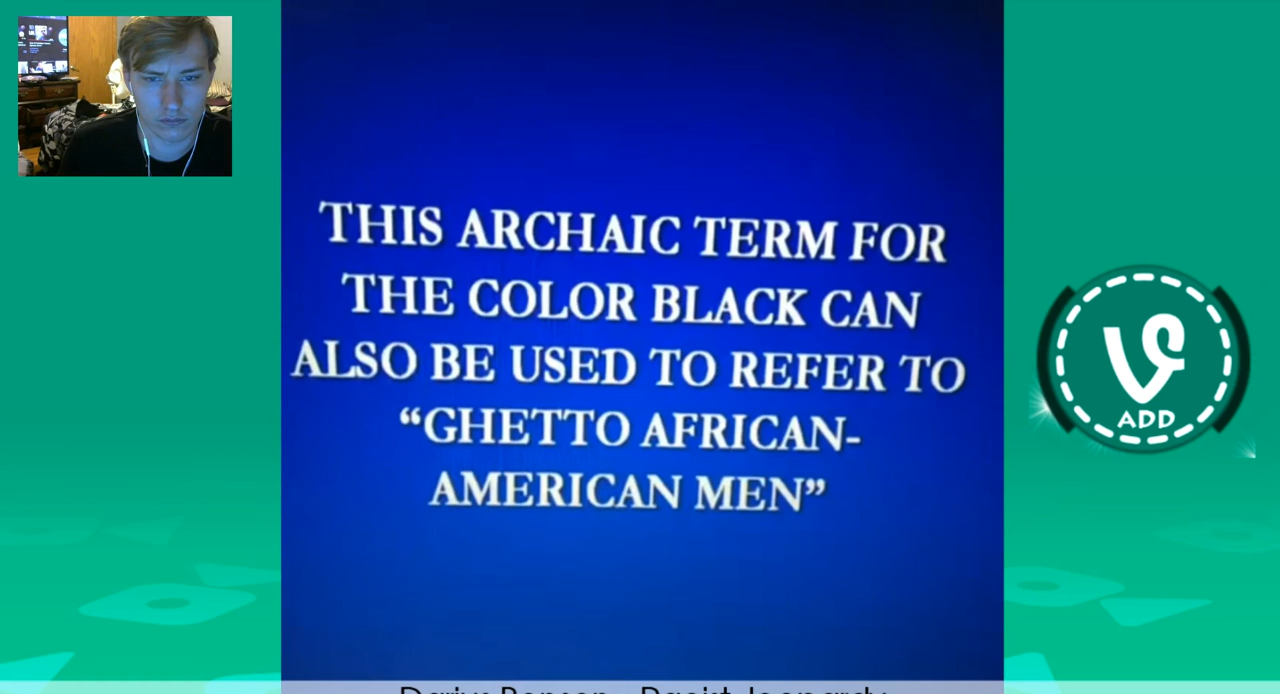 THIS ARCHAIC TERM FOR
THE COLOR BLACK CAN
ALSO BE USED TO REFER TO
“GHETTO AFRICAN-
AMERICAN MEN”
ADD